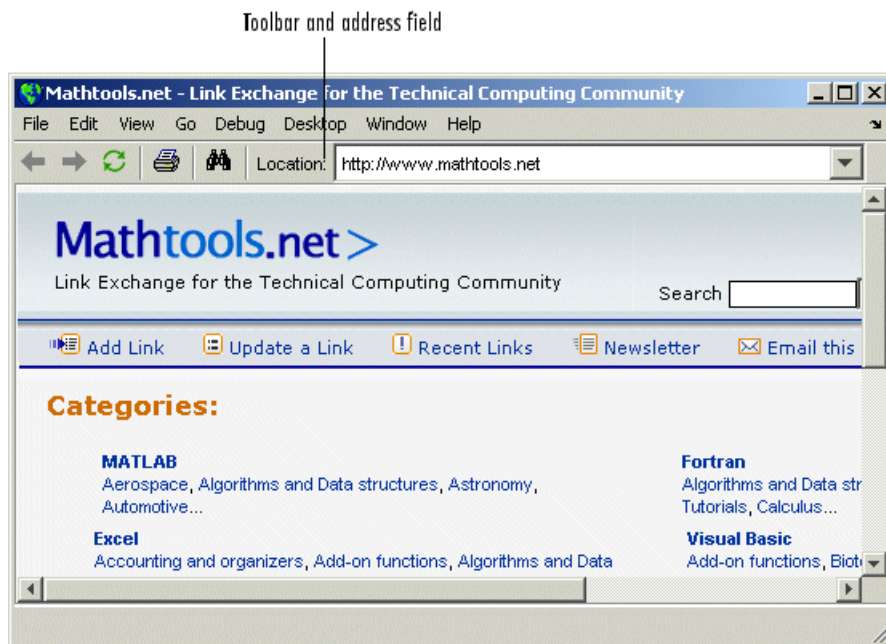 Toolbar and address field
Mathtools.net - Link Exchange for the Technical Computing Community
File Edit View Go Debug Desktop Window Help
Location: http://www.mathtools.net
Mathtools.net >
Link Exchange for the Technical Computing Community
Search
Add Link Update a Link Recent Links Newsletter Email this
Categories:
MATLAB
Aerospace, Algorithms and Data structures, Astronomy,
Automotive...
Fortran
Algorithms and Data str
Tutorials, Calculus...
Excel
Accounting and organizers, Add-on functions, Algorithms and Data
Visual Basic
Add-on functions, Biot